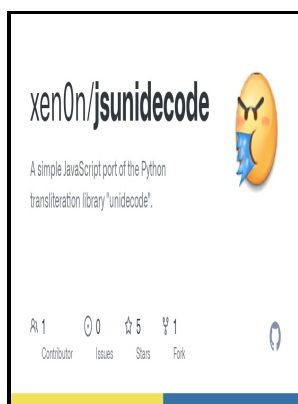 xen0n/jsunidecode
A simple JavaScript port of the Python
transliteration library "unidecode".
1 0 5 1
Contributor Issues Stars Fork